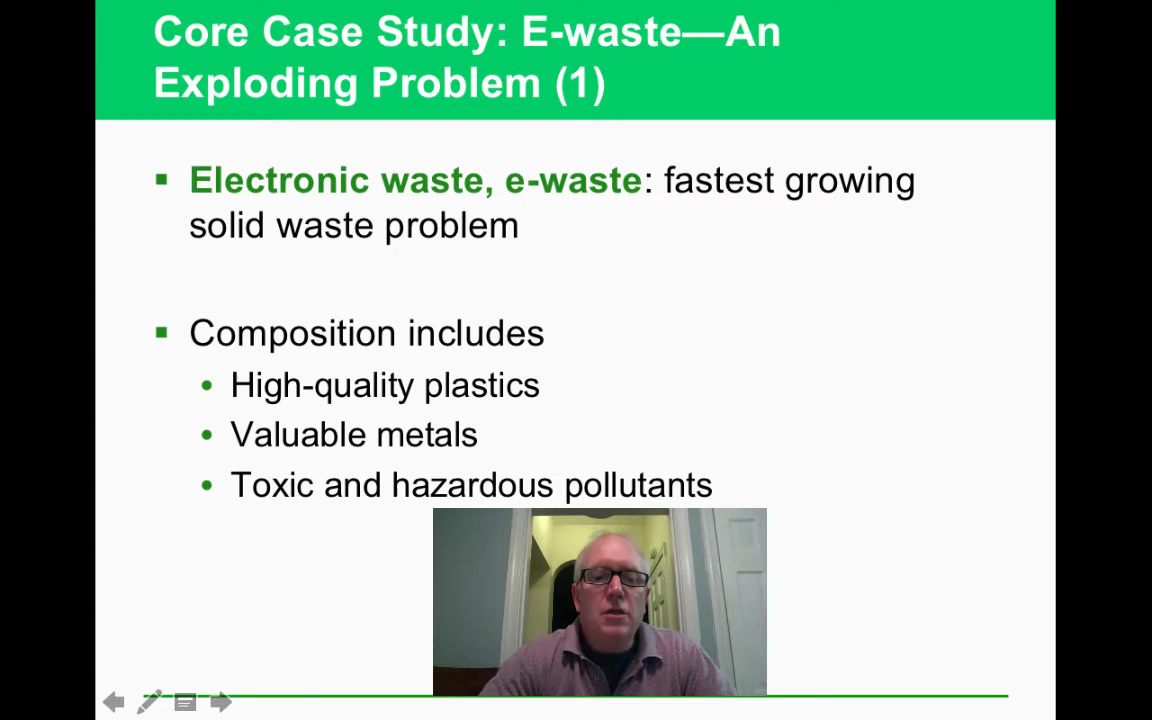 Core Case Study: E-waste—An
Exploding Problem (1)
Electronic waste, e-waste: fastest growing
solid waste problem
Composition includes
High-quality plastics
Valuable metals
Toxic and hazardous pollutants